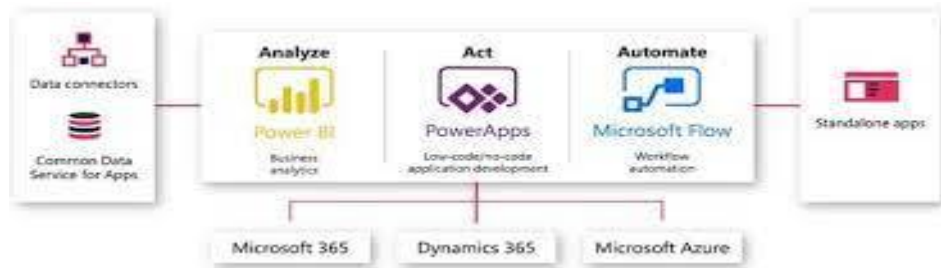 Data connectors
Common Data
Service for Apps
Analyze
Power BI
Business
analytics
Act
PowerApps
Low-code/no-code
application development
Automate
Microsoft Flow
Workflow
automation
Standalone apps
Microsoft 365
Dynamics 365
Microsoft Azure